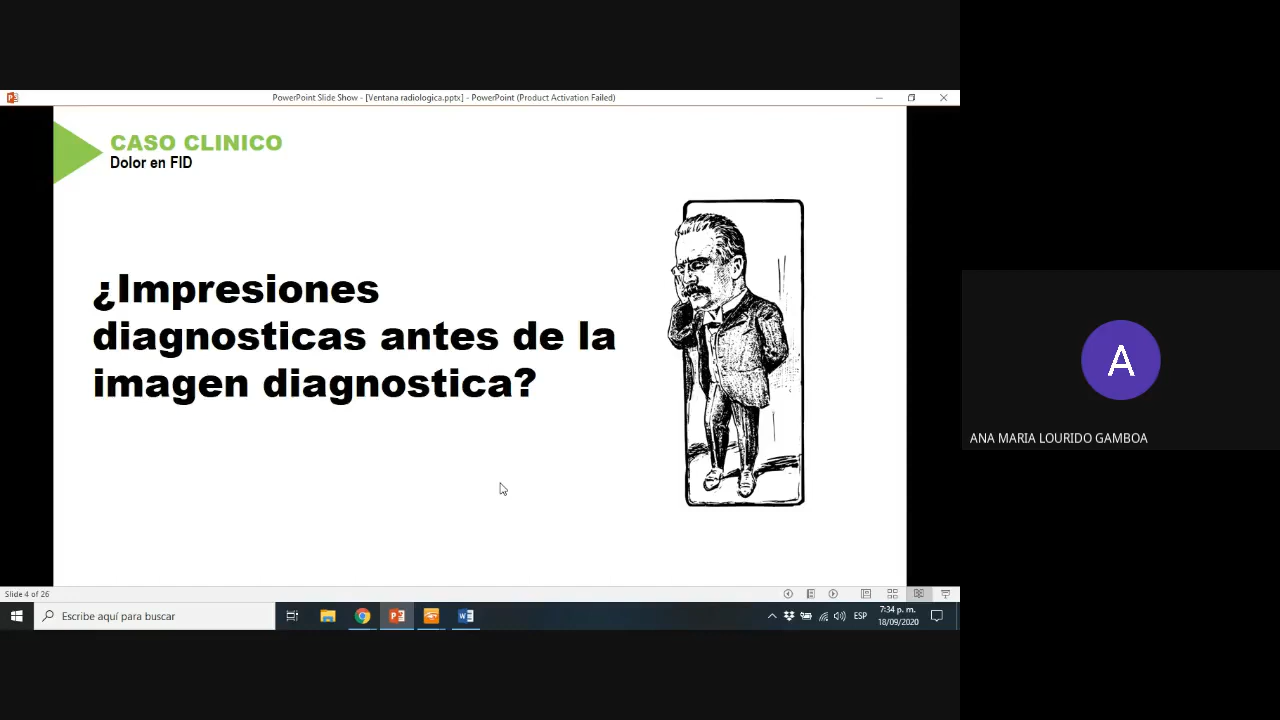 PowerPoint Slide Show - [Ventana radiologica.pptx] - PowerPoint (Product Activation Failed)
CASO CLINICO
Dolor en FID
¿Impresiones
diagnosticas antes de la
imagen diagnostica?
A
ANA MARIA LOURIDO GAMBOA
Slide 4 of 26
Escribe aquí para buscar
ESP
7:34 p. m.
18/09/2020